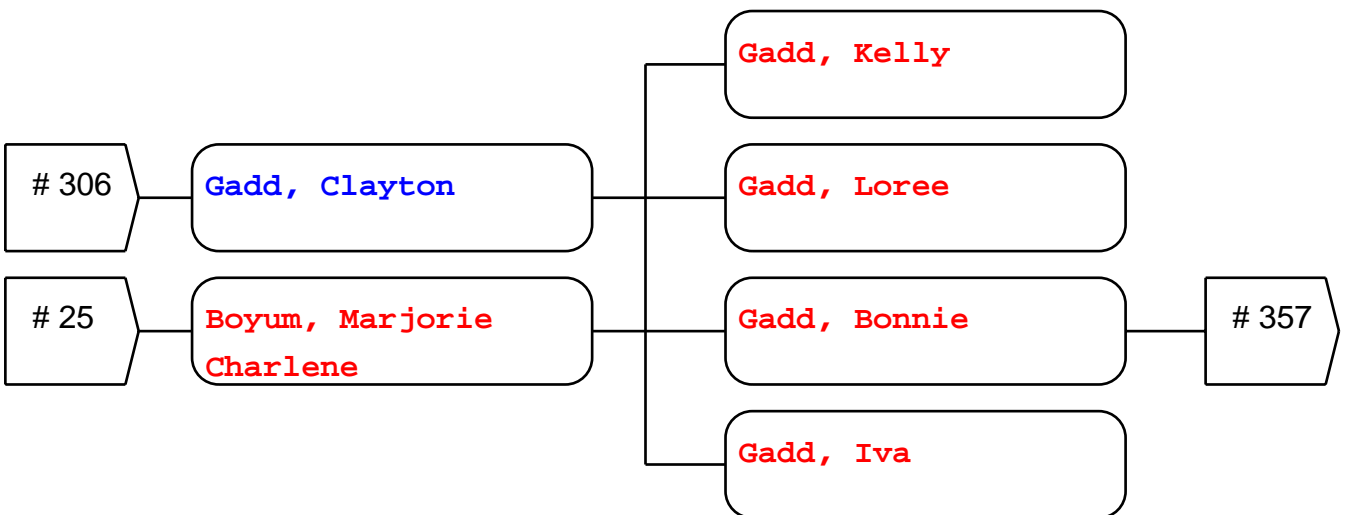 Gadd, Kelly
# 306
Gadd, Clayton
Gadd, Loree
# 25
Boyum, Marjorie
Charlene
Gadd, Bonnie
# 357
Gadd, Iva